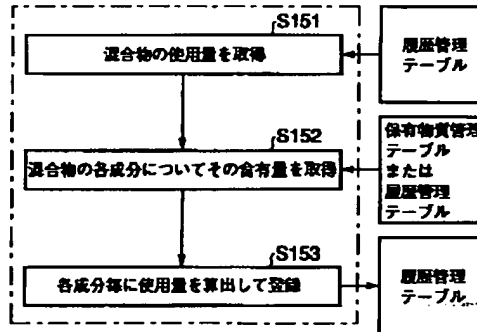 S151
混合物の使用量を取得
履歴管理
テーブル
S152
混合物の各成分についてその含有量を取得
保有物質管理
テーブル
または
履歴管理
テーブル
S153
各成分毎に使用量を算出して登録
履歴管理
テーブル